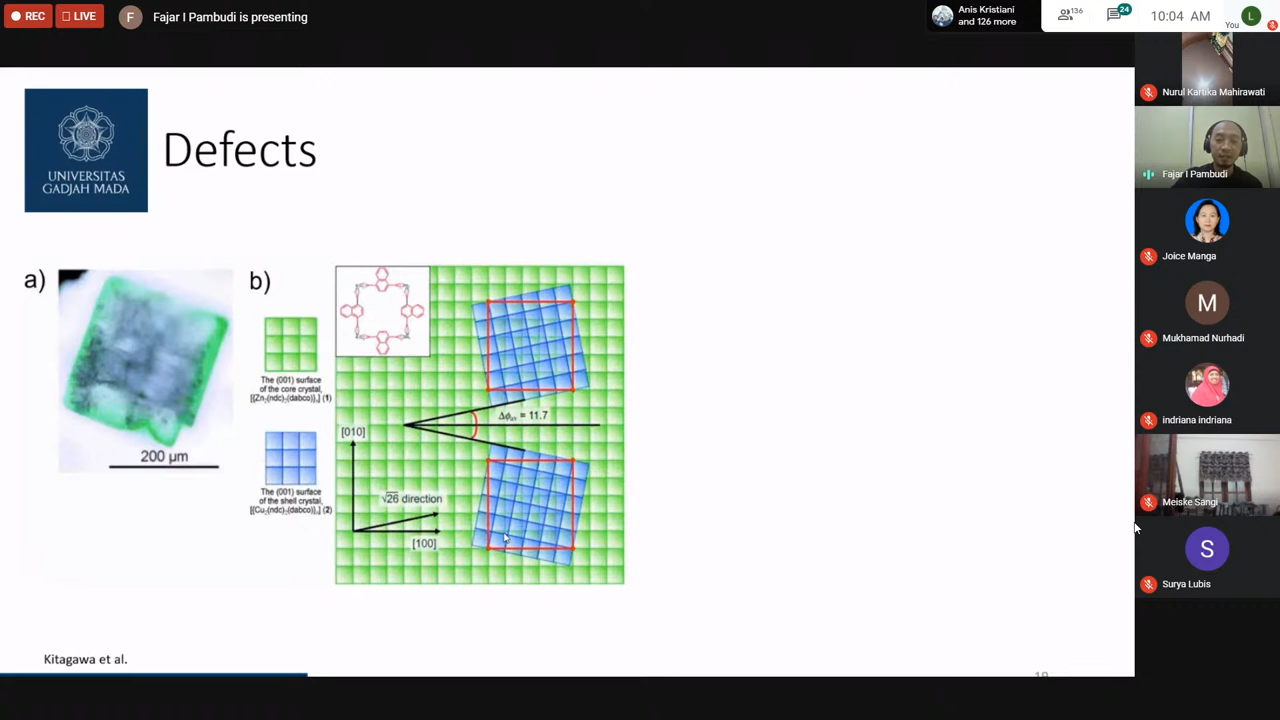 REC
LIVE
F
Fajar I Pambudi is presenting
Anis Kristiani
and 126 more
136
24
10:04 AM
You
L
UNIVERSITAS
GADJAH MADA
Defects
a)
200 μm
b)
The (001) surface
of the core crystal,
[{Zn2(ndc)2(dabco)}n] (1)
The (001) surface
of the shell crystal,
[{Cu2(ndc)2(dabco)}n] (2)
Δϕav = 11.7
[010]
√26 direction
[100]
Kitagawa et al.
19
Nurul Kartika Mahirawati
Fajar I Pambudi
Joice Manga
M
Mukhamad Nurhadi
indriana indriana
Meiske Sangi
S
Surya Lubis